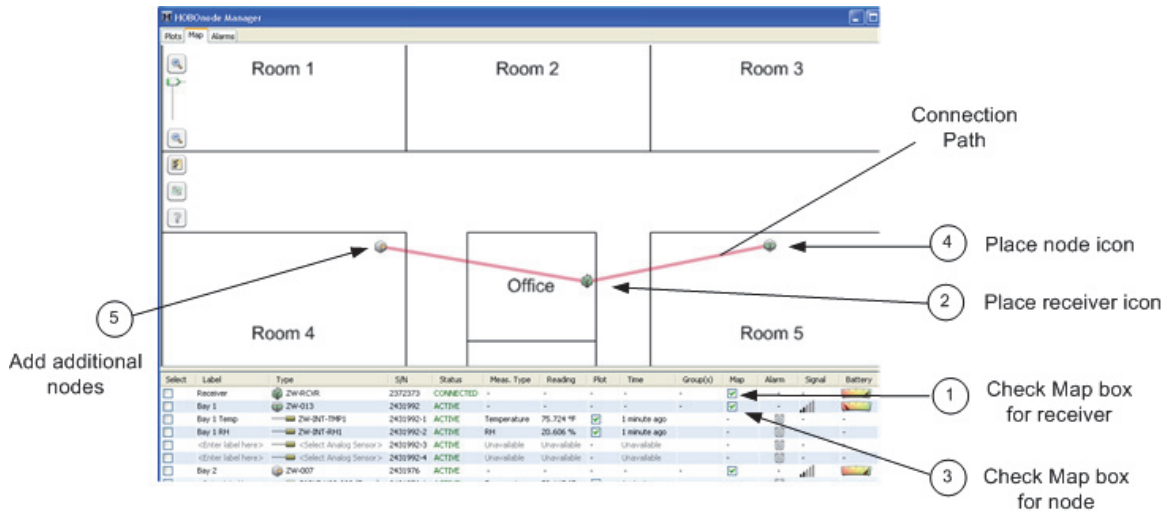 HOBOnode Manager
Plots Map Alarms
Room 1
Room 2
Room 3
Connection
Path
4
Place node icon
Office
2
Place receiver icon
5
Add additional
nodes
Room 4
Room 5
Select Label Type S/N Status Meas. Type Reading Plot Time Group(s) Map Alarm Signal Battery
Receiver ZW-RCVR 2372373 CONNECTED - - - - - - -
Bay 1 ZW-013 2431992 ACTIVE - - - - - -
Bay 1 Temp ZW-INT-TMP1 2431992-1 ACTIVE Temperature 75.724 °F 1 minute ago - - -
Bay 1 RH ZW-INT-RH1 2431992-2 ACTIVE RH 20.606 % 1 minute ago - - -
<Enter label here> <Select Analog Sensor> 2431992-3 ACTIVE Unavailable Unavailable - Unavailable - - -
<Enter label here> <Select Analog Sensor> 2431992-4 ACTIVE Unavailable Unavailable - Unavailable - - -
Bay 2 ZW-007 2431976 ACTIVE - - - - - -
1
Check Map box
for receiver
3
Check Map box
for node